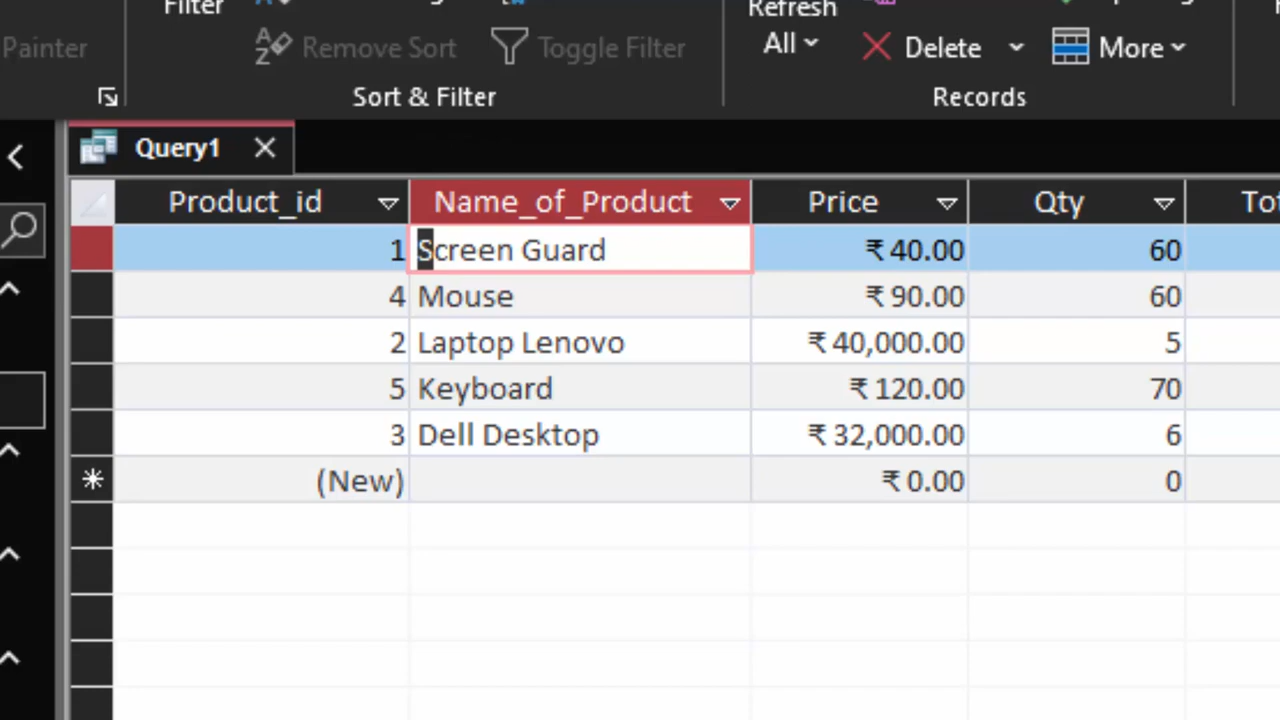 Filter
Refresh
Painter
Remove Sort
Toggle Filter
All
Delete
More
Sort & Filter
Records
Query1
Product_id Name_of_Product Price Qty
1 Screen Guard ₹ 40.00 60
4 Mouse ₹ 90.00 60
2 Laptop Lenovo ₹ 40,000.00 5
5 Keyboard ₹ 120.00 70
3 Dell Desktop ₹ 32,000.00 6
(New) ₹ 0.00 0